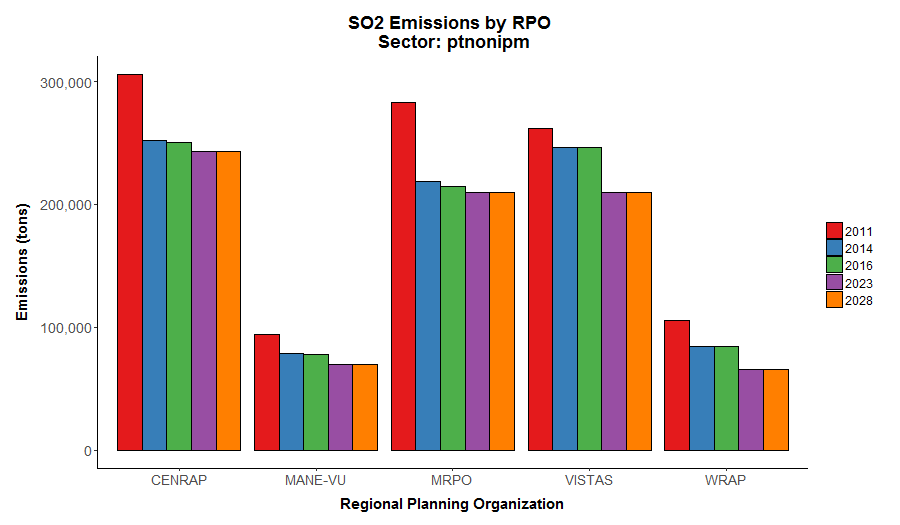 SO2 Emissions by RPO
Sector: ptnonipm
300,000
200,000
100,000
0
Emissions (tons)
CENRAP
MANE-VU
MRPO
VISTAS
WRAP
Regional Planning Organization
2011
2014
2016
2023
2028